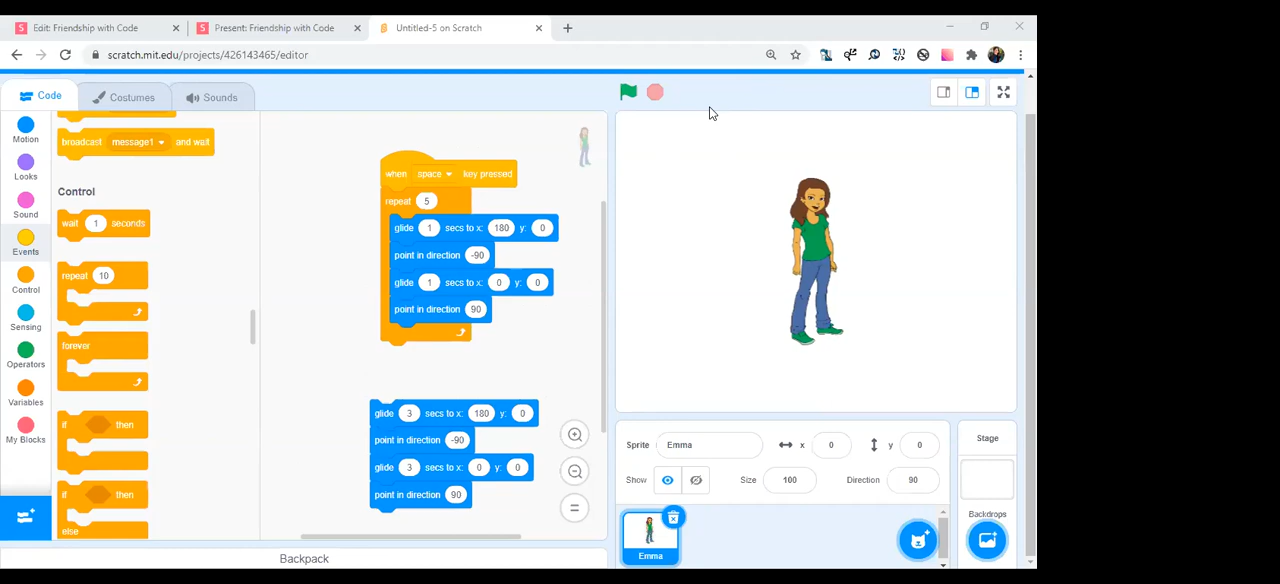 Edit: Friendship with Code
Present: Friendship with Code
Untitled-5 on Scratch
scratch.mit.edu/projects/426143465/editor
Code
Costumes
Sounds
Motion
Looks
Sound
Events
Control
Sensing
Operators
Variables
My Blocks
broadcast message1 and wait
Control
wait 1 seconds
repeat 10
forever
if then
if then
else
when space key pressed
repeat 5
glide 1 secs to x: 180 y: 0
point in direction -90
glide 1 secs to x: 0 y: 0
point in direction 90
glide 3 secs to x: 180 y: 0
point in direction -90
glide 3 secs to x: 0 y: 0
point in direction 90
Sprite Emma x 0 y 0
Show Size 100 Direction 90
Emma
Stage
Backdrops
Backpack